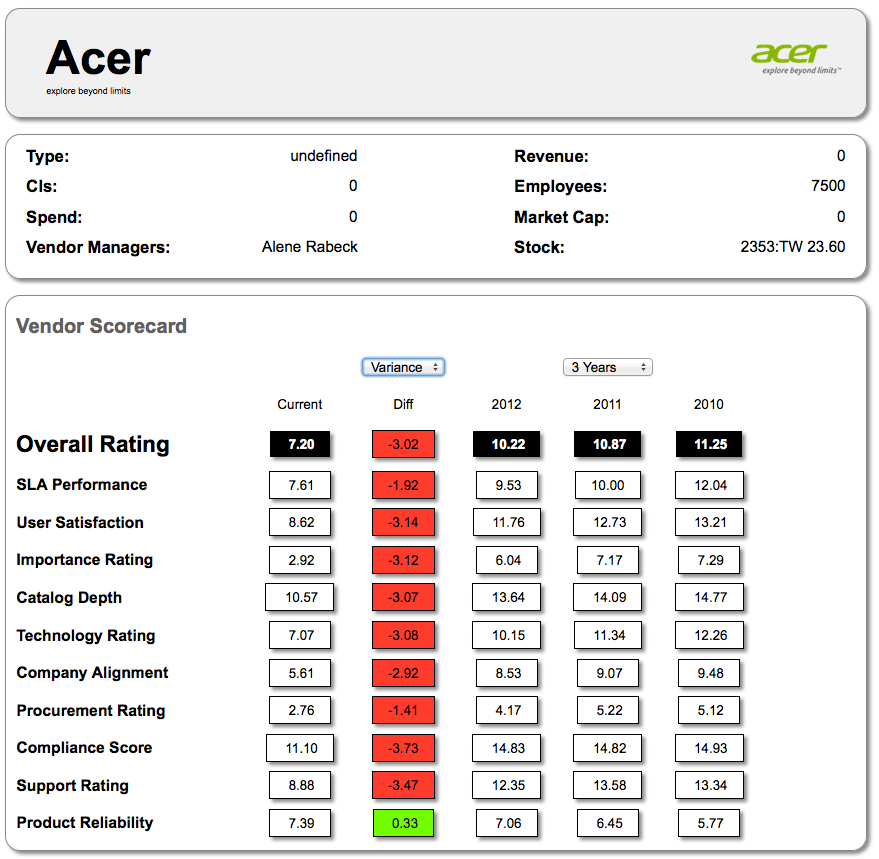 Acer
explore beyond limits
acer
explore beyond limits™
Type: undefined Revenue: 0
CIs: 0 Employees: 7500
Spend: 0 Market Cap: 0
Vendor Managers: Alene Rabeck Stock: 2353:TW 23.60
Vendor Scorecard
Variance 3 Years
Current Diff 2012 2011 2010
Overall Rating 7.20 -3.02 10.22 10.87 11.25
SLA Performance 7.61 -1.92 9.53 10.00 12.04
User Satisfaction 8.62 -3.14 11.76 12.73 13.21
Importance Rating 2.92 -3.12 6.04 7.17 7.29
Catalog Depth 10.57 -3.07 13.64 14.09 14.77
Technology Rating 7.07 -3.08 10.15 11.34 12.26
Company Alignment 5.61 -2.92 8.53 9.07 9.48
Procurement Rating 2.76 -1.41 4.17 5.22 5.12
Compliance Score 11.10 -3.73 14.83 14.82 14.93
Support Rating 8.88 -3.47 12.35 13.58 13.34
Product Reliability 7.39 0.33 7.06 6.45 5.77